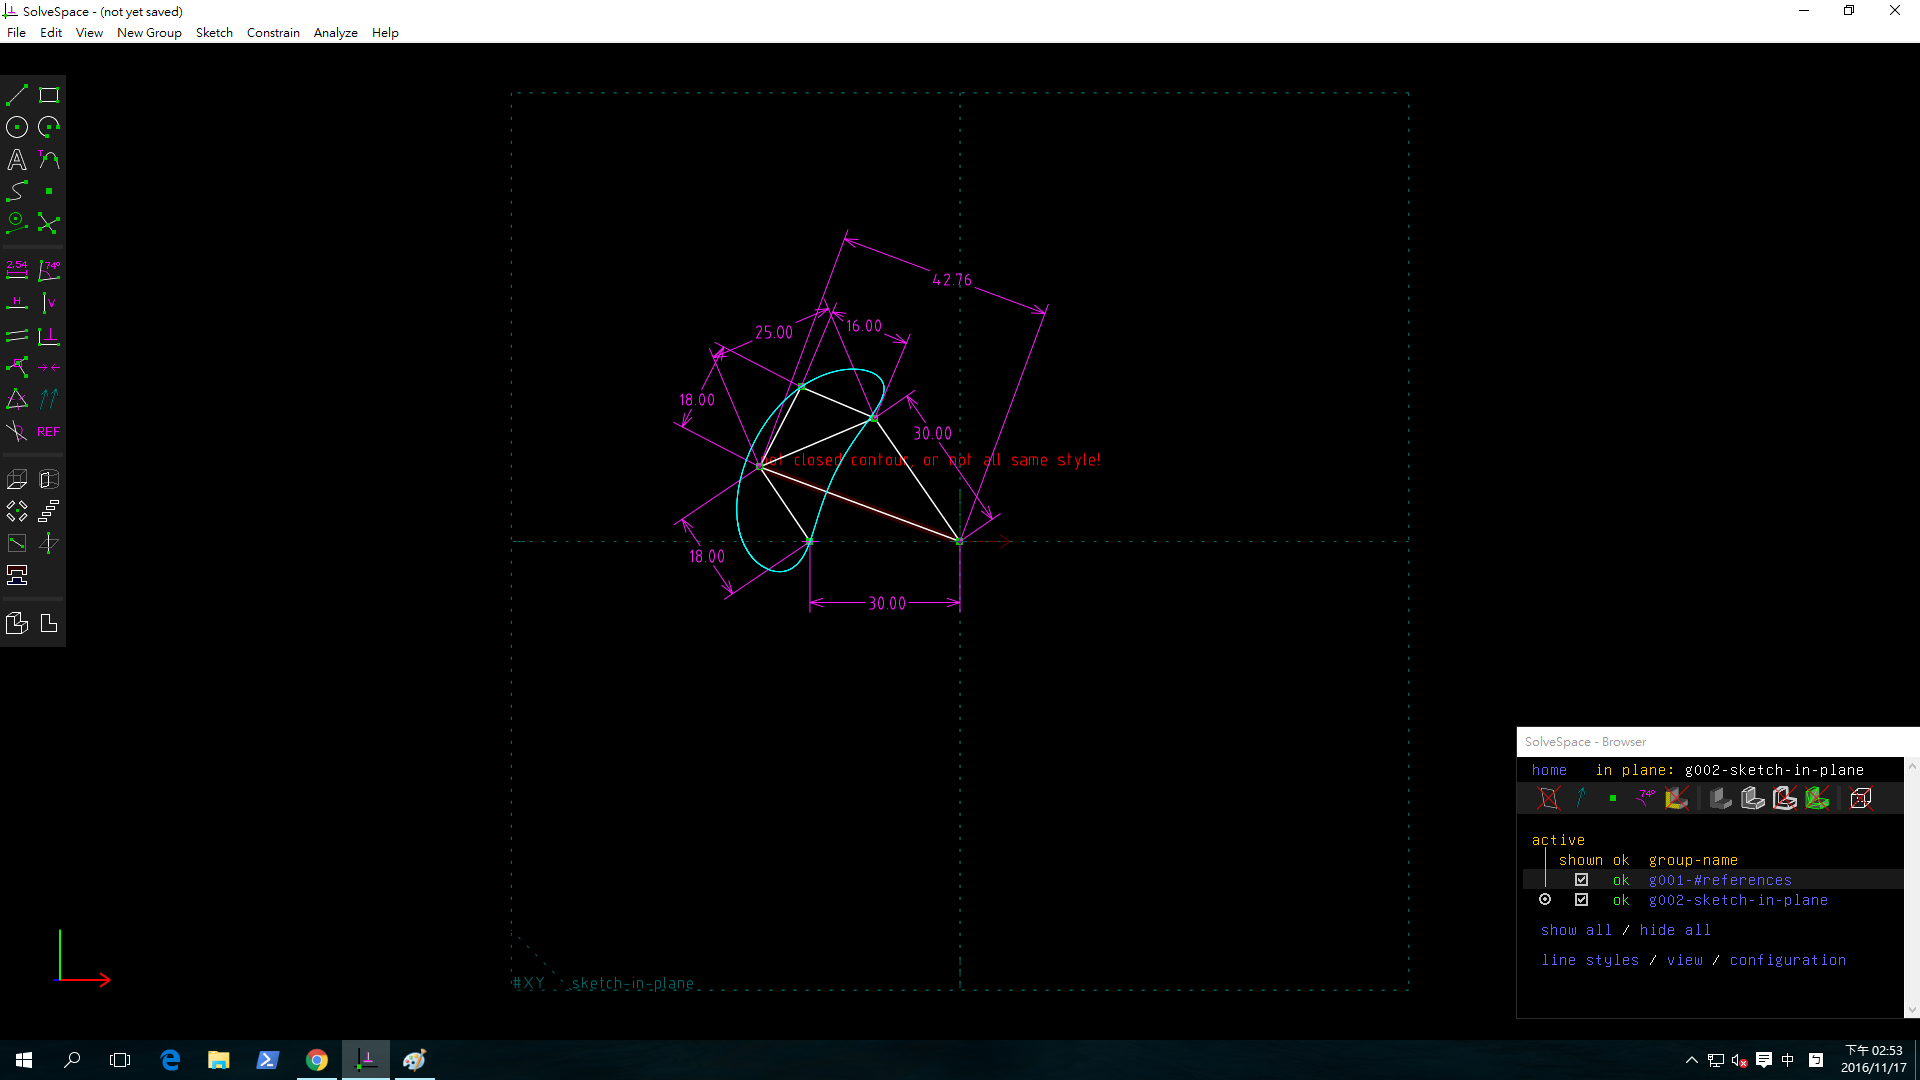 SolveSpace - (not yet saved)
File Edit View New Group Sketch Constrain Analyze Help
A T
2.54 74°
H V
REF
42.76
25.00 16.00
18.00
30.00
closed contour, or not all same style!
18.00
30.00
#XY sketch-in-plane
SolveSpace - Browser
home in plane: g002-sketch-in-plane
74°
active
shown ok group-name
ok g001-#references
ok g002-sketch-in-plane
show all / hide all
line styles / view / configuration
中
下午 02:53
2016/11/17